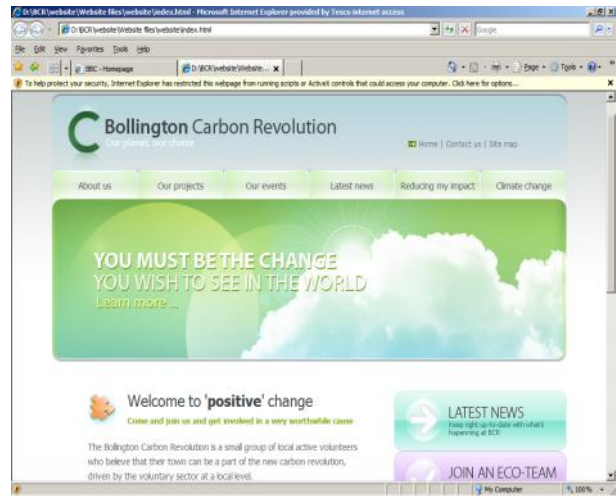 D:\BCR\website\Website files\website\index.html - Microsoft Internet Explorer provided by Tesco internet access
D:\BCR\website\Website files\website\index.html
Google
File Edit View Favorites Tools Help
BBC - Homepage
D:\BCR\website\Website...
Page
Tools
To help protect your security, Internet Explorer has restricted this webpage from running scripts or ActiveX controls that could access your computer. Click here for options...
Bollington Carbon Revolution
Our planet, our choice
Home | Contact us | Site map
About us
Our projects
Our events
Latest news
Reducing my impact
Climate change
YOU MUST BE THE CHANGE
YOU WISH TO SEE IN THE WORLD
Learn more ...
Welcome to 'positive' change
Come and join us and get involved in a very worthwhile cause
The Bollington Carbon Revolution is a small group of local active volunteers
who believe that their town can be a part of the new carbon revolution,
driven by the voluntary sector at a local level.
LATEST NEWS
Keep right up-to-date with what's
happening at BCR
JOIN AN ECO-TEAM
My Computer
100%